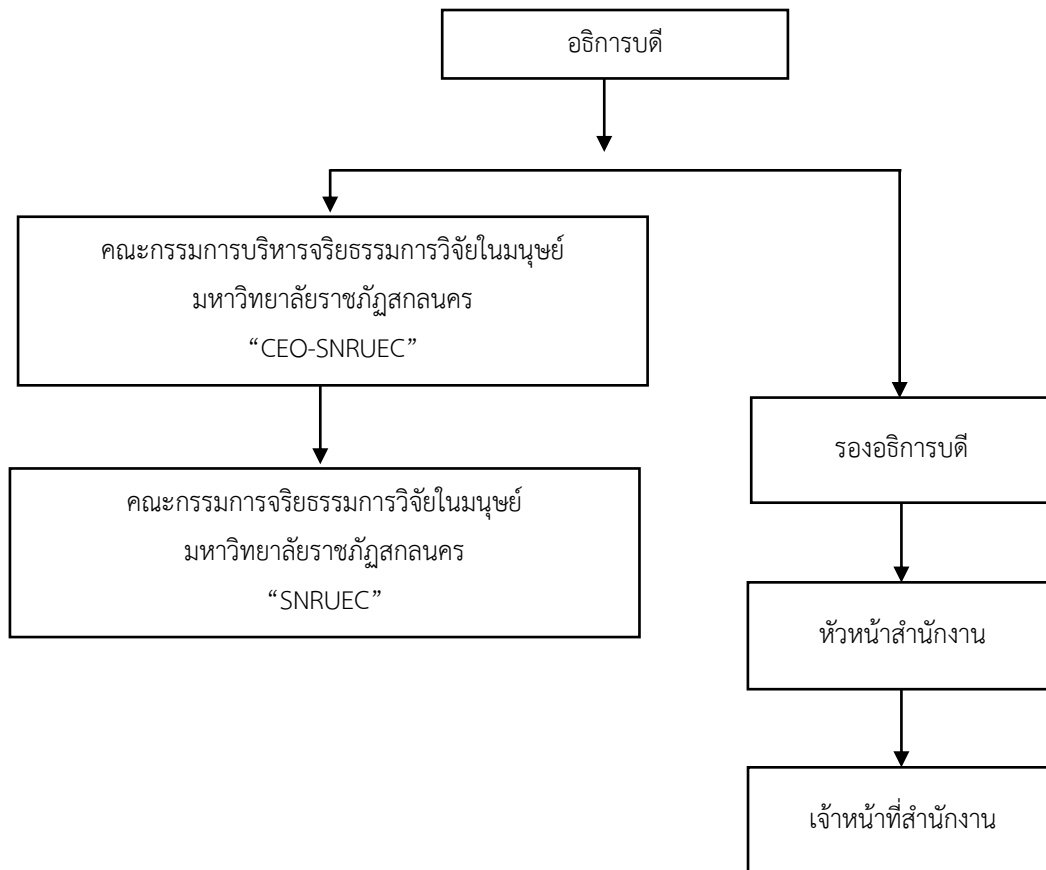 อธิการบดี
คณะกรรมการบริหารจริยธรรมการวิจัยในมนุษย์
มหาวิทยาลัยราชภัฏสกลนคร
“CEO-SNRUEC”
รองอธิการบดี
คณะกรรมการจริยธรรมการวิจัยในมนุษย์
มหาวิทยาลัยราชภัฏสกลนคร
“SNRUEC”
หัวหน้าสำนักงาน
เจ้าหน้าที่สำนักงาน